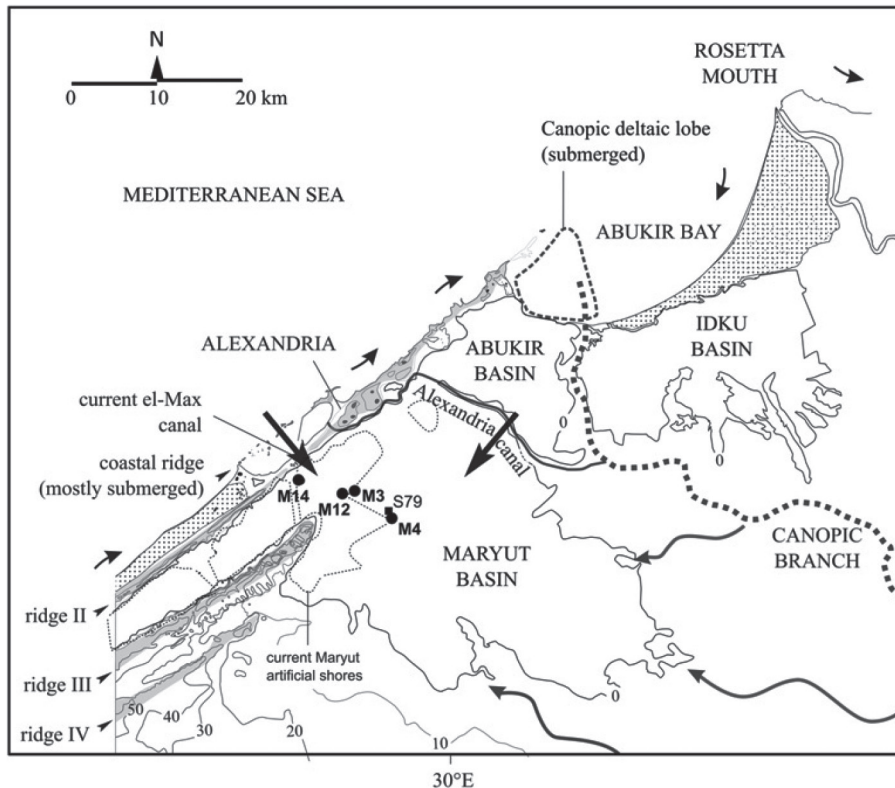 N
0 10 20 km
ROSETTA
MOUTH
Canopic deltaic lobe
(submerged)
MEDITERRANEAN SEA
ABUKIR BAY
ALEXANDRIA
ABUKIR
BASIN
IDKU
BASIN
current el-Max
canal
Alexandria canal
0
0
coastal ridge
(mostly submerged)
M14
M12
M3
S79
M4
MARYUT
BASIN
CANOPIC
BRANCH
ridge II
ridge III
ridge IV
current Maryut
artificial shores
0
50
40
30
20
10
30°E